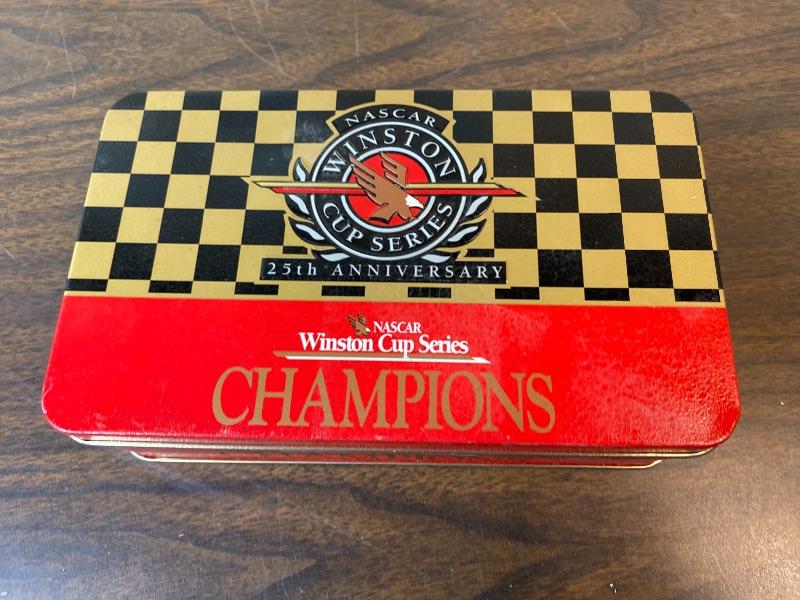 NASCAR
WINSTON
CUP SERIES
25th ANNIVERSARY
NASCAR
Winston Cup Series
CHAMPIONS